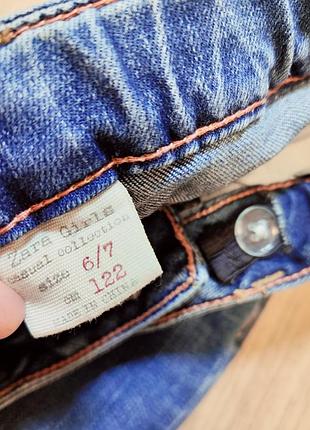 Zara Girls
casual collection
SIZE: 6/7
CM 122
MADE IN CHINA